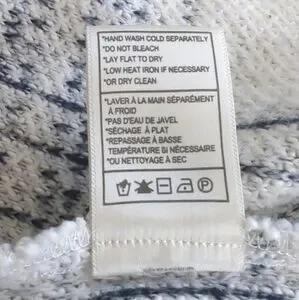 *HAND WASH COLD SEPARATELY
*DO NOT BLEACH
*LAY FLAT TO DRY
*LOW HEAT IRON IF NECESSARY
*OR DRY CLEAN
*LAVER À LA MAIN SÉPARÉMENT
À FROID
*PAS D'EAU DE JAVEL
*SÉCHAGE À PLAT
*REPASSAGE À BASSE
TEMPÉRATURE BI NÉCESSAIRE
*OU NETTOYAGE À SEC
P